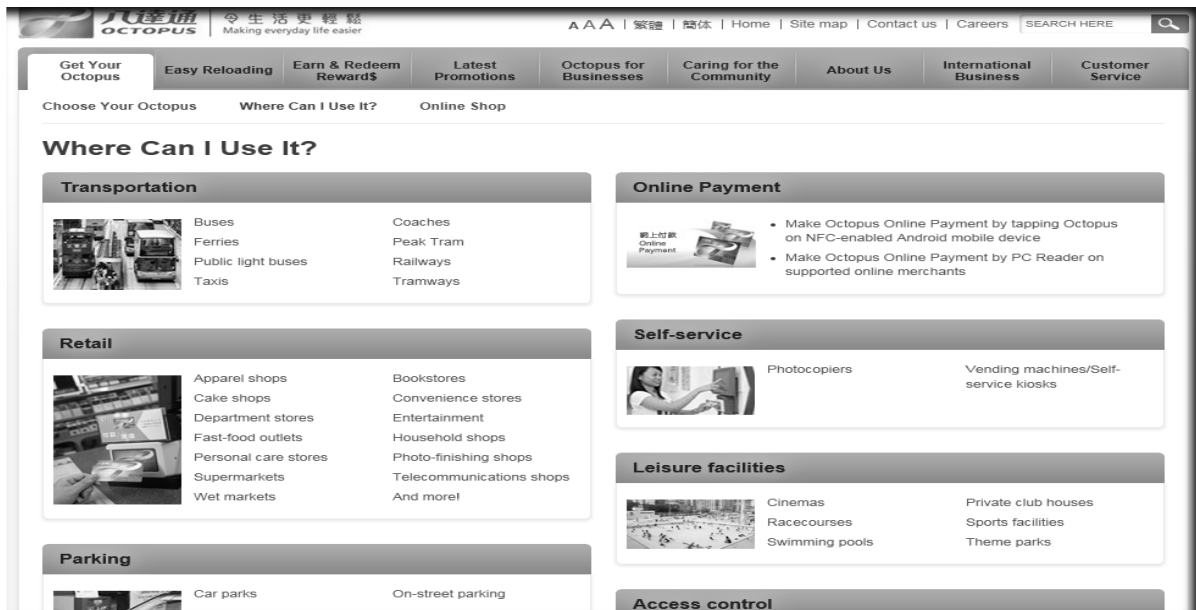 八達通
OCTOPUS
令生活更輕鬆
Making everyday life easier
A A A | 繁體 | 簡体 | Home | Site map | Contact us | Careers
SEARCH HERE
Get Your Octopus
Easy Reloading
Earn & Redeem Reward$
Latest Promotions
Octopus for Businesses
Caring for the Community
About Us
International Business
Customer Service
Choose Your Octopus
Where Can I Use It?
Online Shop
Where Can I Use It?
Transportation
Buses
Coaches
Ferries
Peak Tram
Public light buses
Railways
Taxis
Tramways
Retail
Apparel shops
Bookstores
Cake shops
Convenience stores
Department stores
Entertainment
Fast-food outlets
Household shops
Personal care stores
Photo-finishing shops
Supermarkets
Telecommunications shops
Wet markets
And more!
Parking
Car parks
On-street parking
Online Payment
網上付款
Online
Payment
• Make Octopus Online Payment by tapping Octopus
on NFC-enabled Android mobile device
• Make Octopus Online Payment by PC Reader on
supported online merchants
Self-service
Photocopiers
Vending machines/Self-
service kiosks
Leisure facilities
Cinemas
Private club houses
Racecourses
Sports facilities
Swimming pools
Theme parks
Access control